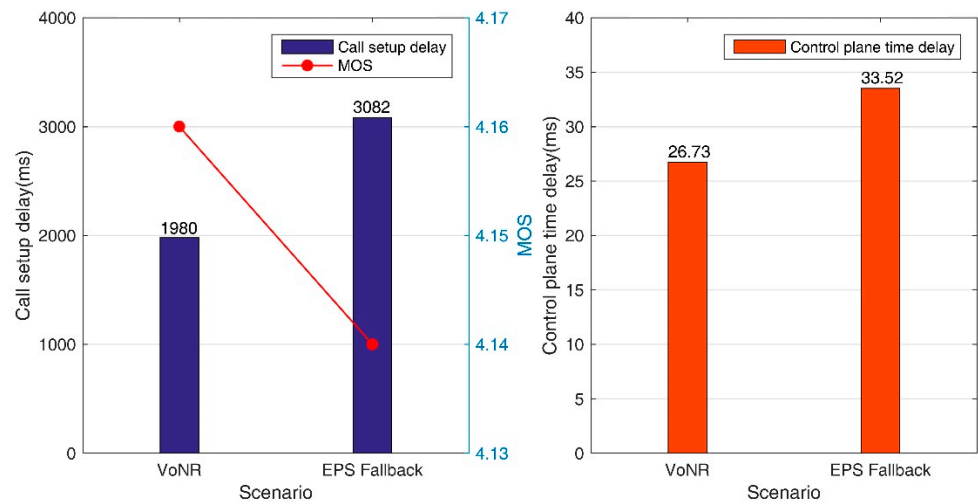 4000
3000
2000
1000
0
Call setup delay(ms)
Call setup delay
MOS
1980
3082
VoNR
EPS Fallback
Scenario
4.17
4.16
4.15
4.14
4.13
MOS
40
35
30
25
20
15
10
5
0
Control plane time delay(ms)
Control plane time delay
26.73
33.52
VoNR
EPS Fallback
Scenario